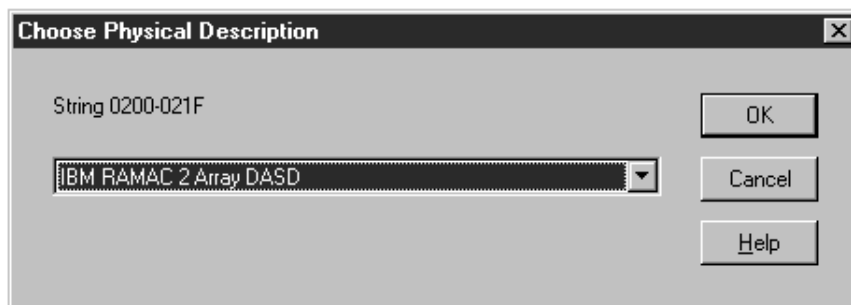 Choose Physical Description
String 0200-021F
OK
IBM RAMAC 2 Array DASD
Cancel
Help